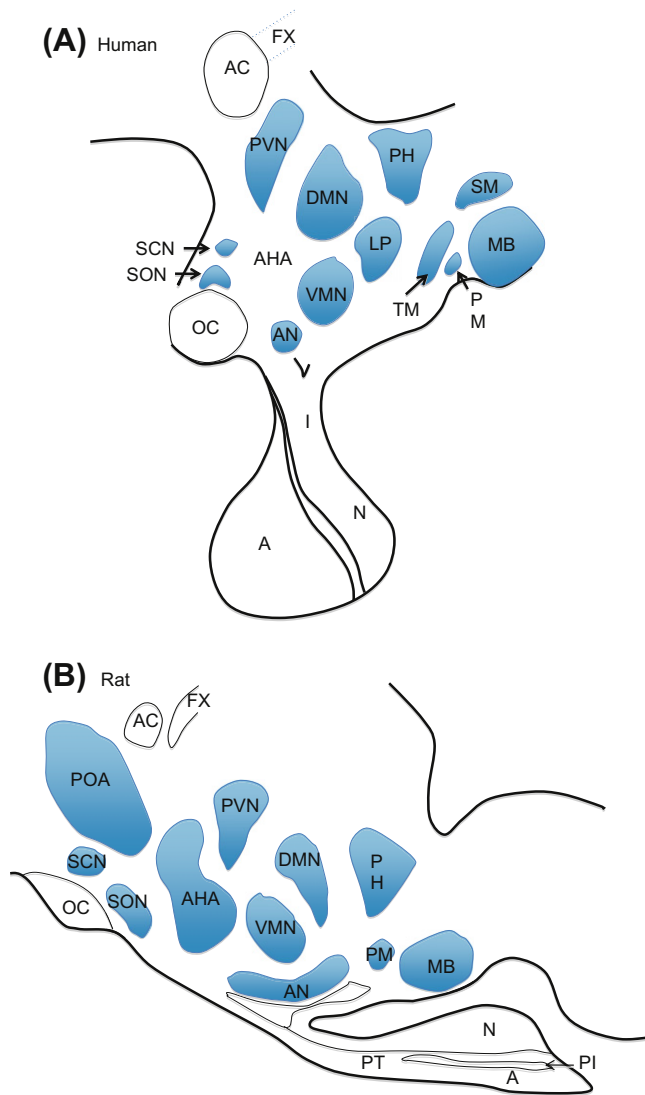 (A) Human
FX
AC
PVN
PH
DMN
SM
SCN
AHA
LP
MB
SON
VMN
TM
P
M
OC
AN
I
N
A
(B) Rat
FX
AC
POA
PVN
SCN
DMN
P
H
OC
SON
AHA
VMN
PM
MB
AN
N
PT
PI
A